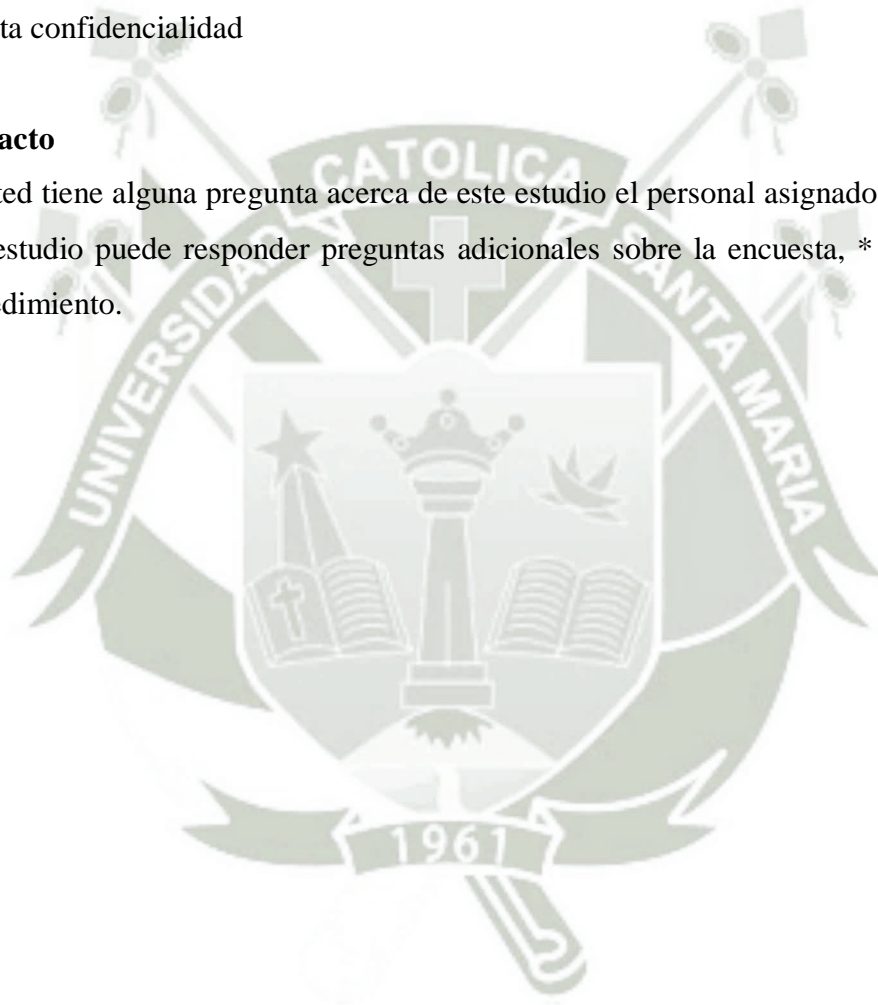 ta confidencialidad
acto
ted tiene alguna pregunta acerca de este estudio el personal asignado
estudio puede responder preguntas adicionales sobre la encuesta, *
edimiento.
UNIVERSIDAD CATOLICA SANTA MARIA
1961